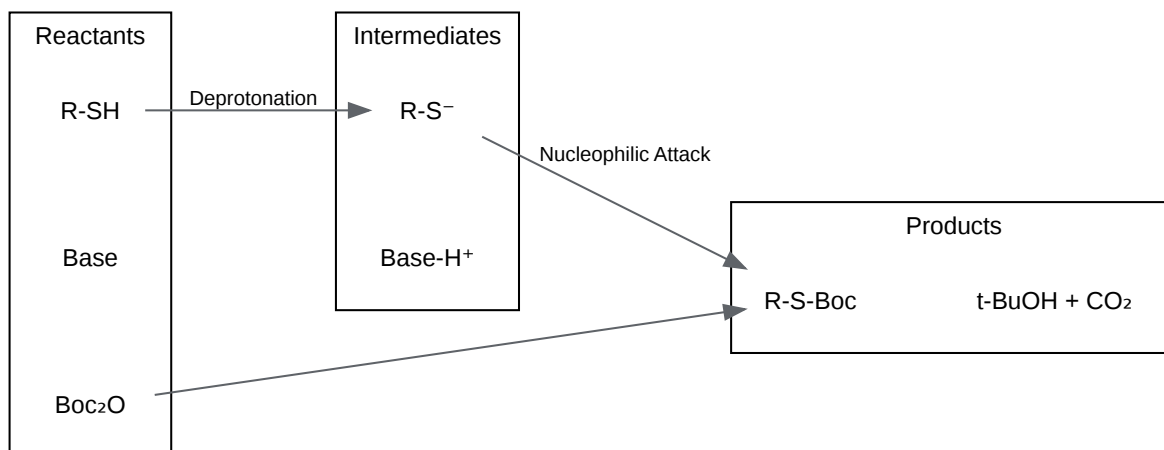 Reactants
R-SH
Base
Boc₂O
Deprotonation
Intermediates
R-S⁻
Base-H⁺
Nucleophilic Attack
Products
R-S-Boc
t-BuOH + CO₂